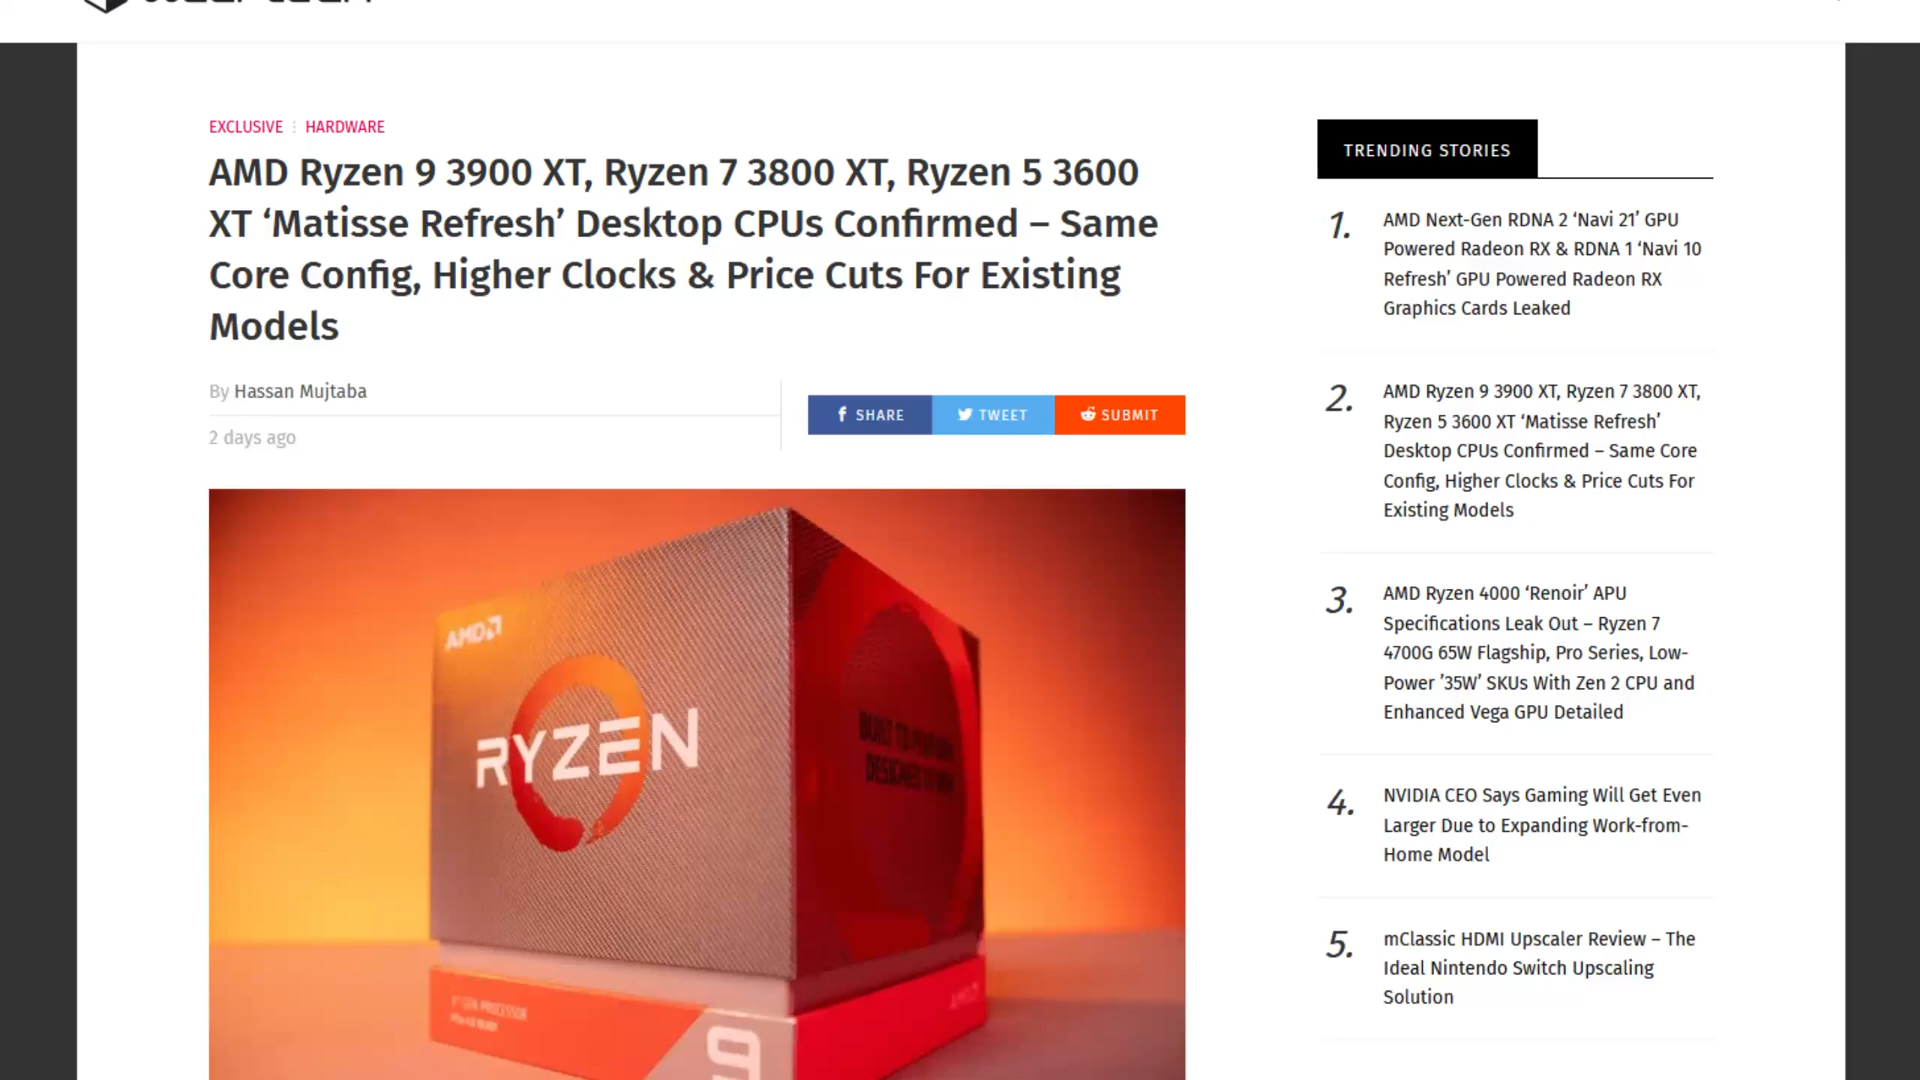 EXCLUSIVE HARDWARE
AMD Ryzen 9 3900 XT, Ryzen 7 3800 XT, Ryzen 5 3600
XT ‘Matisse Refresh’ Desktop CPUs Confirmed – Same
Core Config, Higher Clocks & Price Cuts For Existing
Models
By Hassan Mujtaba
2 days ago
SHARE
TWEET
SUBMIT
AMD
RYZEN
BUILT TO PERFORM
DESIGNED TO WIN
PROCESSOR
9
AMD
TRENDING STORIES
1.
AMD Next-Gen RDNA 2 ‘Navi 21’ GPU
Powered Radeon RX & RDNA 1 ‘Navi 10
Refresh’ GPU Powered Radeon RX
Graphics Cards Leaked
2.
AMD Ryzen 9 3900 XT, Ryzen 7 3800 XT,
Ryzen 5 3600 XT ‘Matisse Refresh’
Desktop CPUs Confirmed – Same Core
Config, Higher Clocks & Price Cuts For
Existing Models
3.
AMD Ryzen 4000 ‘Renoir’ APU
Specifications Leak Out – Ryzen 7
4700G 65W Flagship, Pro Series, Low-
Power ’35W’ SKUs With Zen 2 CPU and
Enhanced Vega GPU Detailed
4.
NVIDIA CEO Says Gaming Will Get Even
Larger Due to Expanding Work-from-
Home Model
5.
mClassic HDMI Upscaler Review – The
Ideal Nintendo Switch Upscaling
Solution